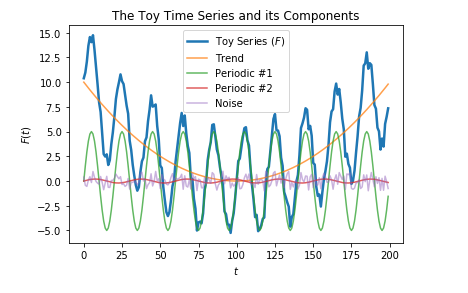 The Toy Time Series and its Components
Toy Series (F)
Trend
Periodic #1
Periodic #2
Noise
15.0
12.5
10.0
7.5
5.0
2.5
0.0
−2.5
−5.0
F(t)
0
25
50
75
100
125
150
175
200
t